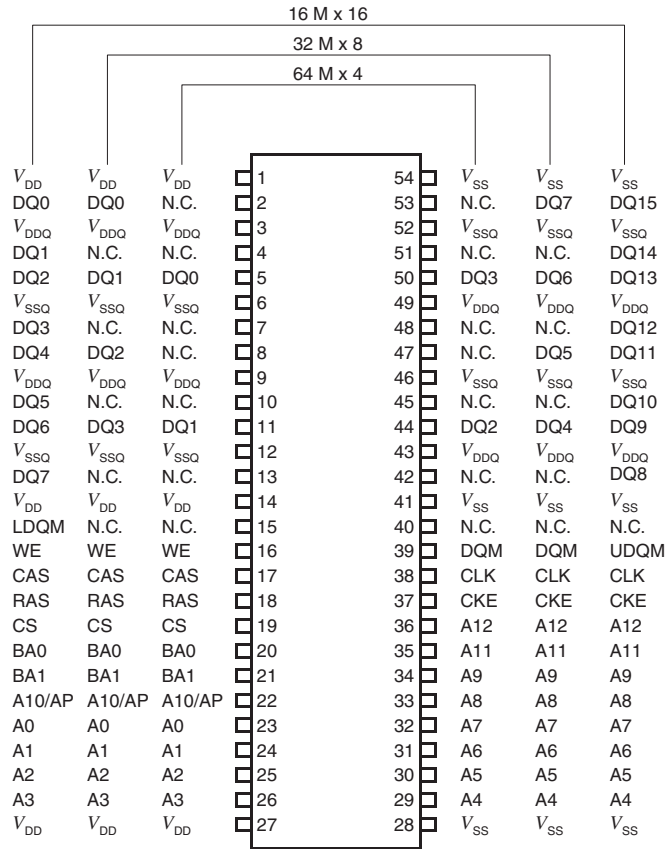 16 M x 16
32 M x 8
64 M x 4
VDD VDD VDD 1 54 VSS VSS VSS
DQ0 DQ0 N.C. 2 53 N.C. DQ7 DQ15
VDDQ VDDQ VDDQ 3 52 VSSQ VSSQ VSSQ
DQ1 N.C. N.C. 4 51 N.C. N.C. DQ14
DQ2 DQ1 DQ0 5 50 DQ3 DQ6 DQ13
VSSQ VSSQ VSSQ 6 49 VDDQ VDDQ VDDQ
DQ3 N.C. N.C. 7 48 N.C. N.C. DQ12
DQ4 DQ2 N.C. 8 47 N.C. DQ5 DQ11
VDDQ VDDQ VDDQ 9 46 VSSQ VSSQ VSSQ
DQ5 N.C. N.C. 10 45 N.C. N.C. DQ10
DQ6 DQ3 DQ1 11 44 DQ2 DQ4 DQ9
VSSQ VSSQ VSSQ 12 43 VDDQ VDDQ VDDQ
DQ7 N.C. N.C. 13 42 N.C. N.C. DQ8
VDD VDD VDD 14 41 VSS VSS VSS
LDQM N.C. N.C. 15 40 N.C. N.C. N.C.
WE WE WE 16 39 DQM DQM UDQM
CAS CAS CAS 17 38 CLK CLK CLK
RAS RAS RAS 18 37 CKE CKE CKE
CS CS CS 19 36 A12 A12 A12
BA0 BA0 BA0 20 35 A11 A11 A11
BA1 BA1 BA1 21 34 A9 A9 A9
A10/AP A10/AP A10/AP 22 33 A8 A8 A8
A0 A0 A0 23 32 A7 A7 A7
A1 A1 A1 24 31 A6 A6 A6
A2 A2 A2 25 30 A5 A5 A5
A3 A3 A3 26 29 A4 A4 A4
VDD VDD VDD 27 28 VSS VSS VSS